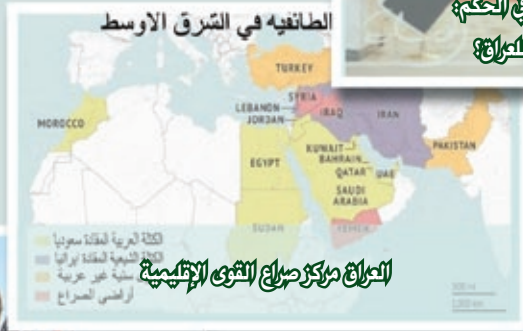 ي الحكم:
للعراق؟
الطائفيه في الشرق الاوسط
TURKEY
SYRIA
LEBANON
JORDAN
IRAQ
IRAN
MOROCCO
KUWAIT
BAHRAIN
QATAR
UAE
PAKISTAN
EGYPT
SAUDI
ARABIA
SUDAN
YEMEN
الكتلة العربية المقادة سعوديا
الكتلة الشيعية المقادة ايرانيا
سنية غير عربية
أراضي الصراع
العراق مركز صراع القوى الإقليمية